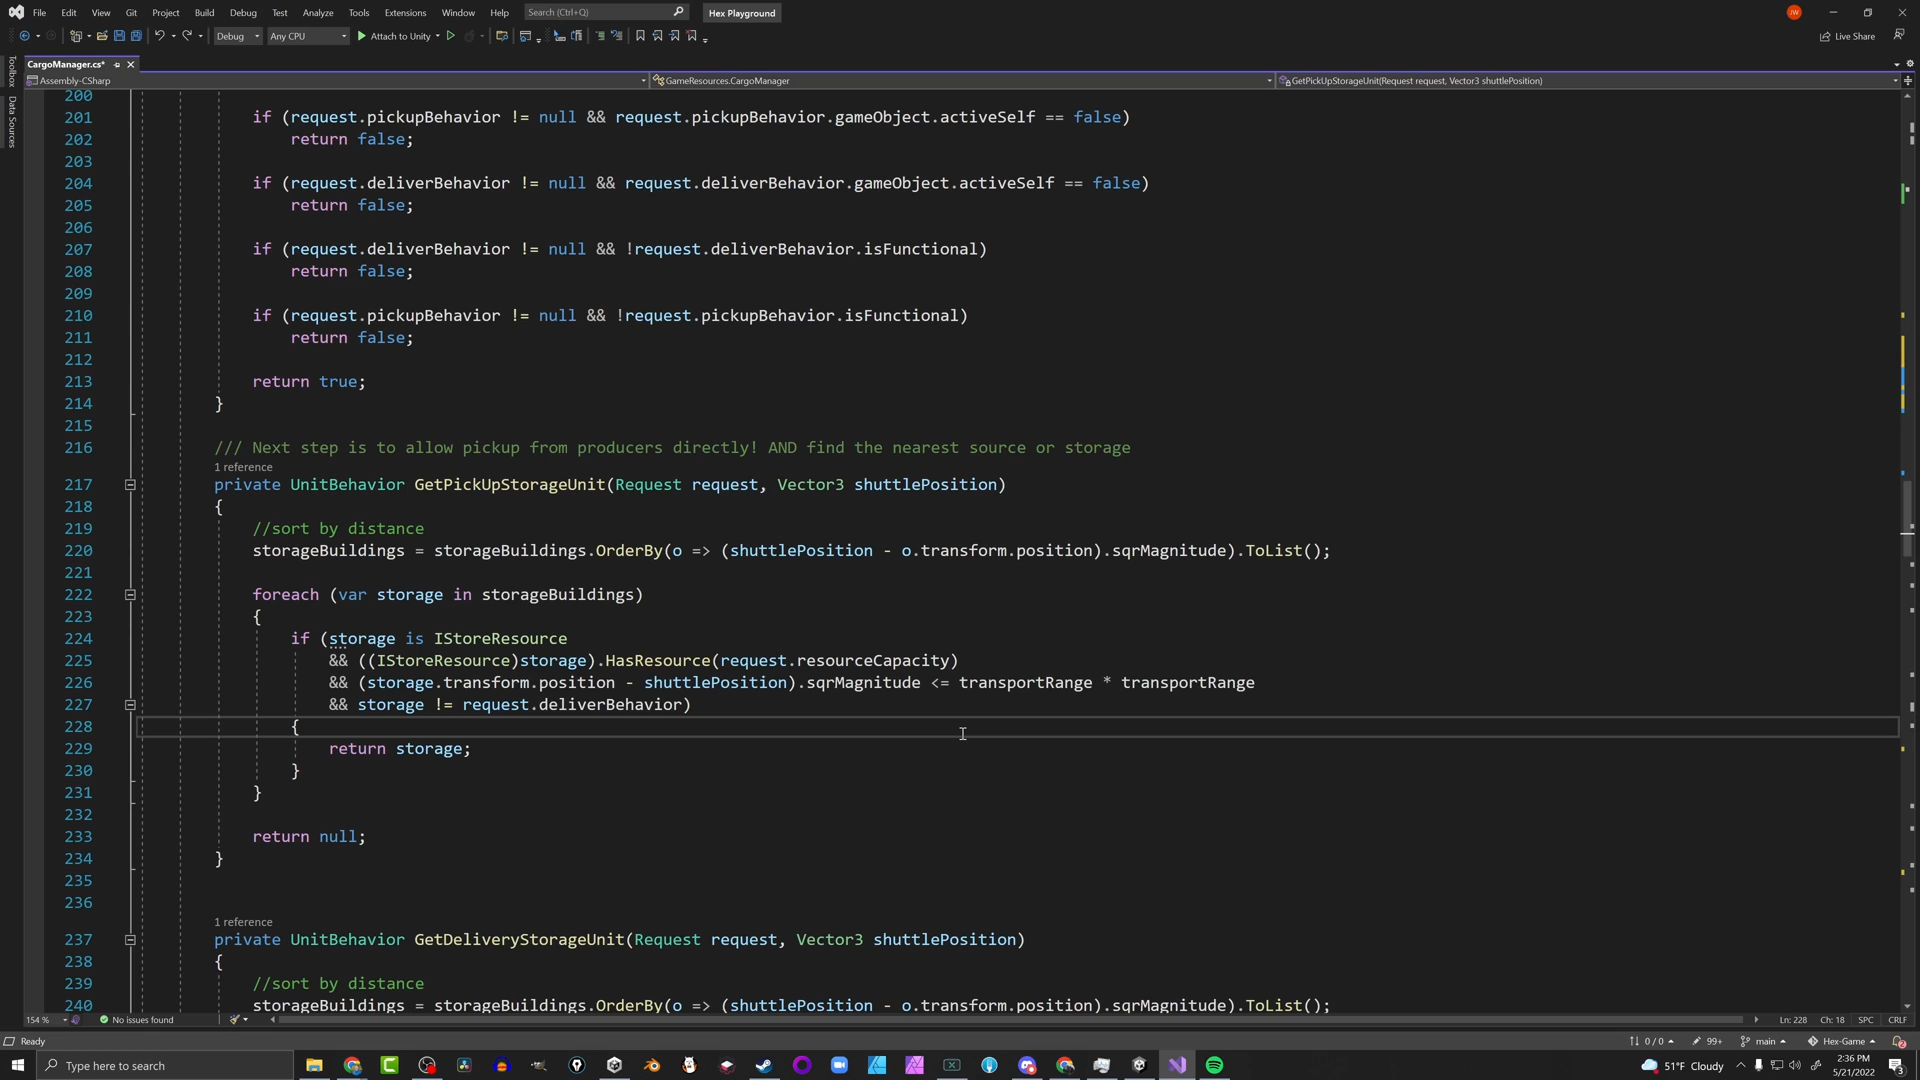 File Edit View Git Project Build Debug Test Analyze Tools Extensions Window Help Search (Ctrl+Q) Hex Playground JW
Debug Any CPU Attach to Unity Live Share
CargoManager.cs*
Assembly-CSharp GameResources.CargoManager GetPickUpStorageUnit(Request request, Vector3 shuttlePosition)
Toolbox
Data Sources
200
201 if (request.pickupBehavior != null && request.pickupBehavior.gameObject.activeSelf == false)
202 return false;
203
204 if (request.deliverBehavior != null && request.deliverBehavior.gameObject.activeSelf == false)
205 return false;
206
207 if (request.deliverBehavior != null && !request.deliverBehavior.isFunctional)
208 return false;
209
210 if (request.pickupBehavior != null && !request.pickupBehavior.isFunctional)
211 return false;
212
213 return true;
214 }
215
216 /// Next step is to allow pickup from producers directly! AND find the nearest source or storage
1 reference
217 private UnitBehavior GetPickUpStorageUnit(Request request, Vector3 shuttlePosition)
218 {
219 //sort by distance
220 storageBuildings = storageBuildings.OrderBy(o => (shuttlePosition - o.transform.position).sqrMagnitude).ToList();
221
222 foreach (var storage in storageBuildings)
223 {
224 if (storage is IStoreResource
225 && ((IStoreResource)storage).HasResource(request.resourceCapacity)
226 && (storage.transform.position - shuttlePosition).sqrMagnitude <= transportRange * transportRange
227 && storage != request.deliverBehavior)
228 {
229 return storage;
230 }
231 }
232
233 return null;
234 }
235
236
1 reference
237 private UnitBehavior GetDeliveryStorageUnit(Request request, Vector3 shuttlePosition)
238 {
239 //sort by distance
240 storageBuildings = storageBuildings.OrderBy(o => (shuttlePosition - o.transform.position).sqrMagnitude).ToList();
154 % No issues found Ln: 228 Ch: 18 SPC CRLF
Ready 0 / 0 99+ main Hex-Game 2
Type here to search 51°F Cloudy 2:36 PM
5/21/2022 3